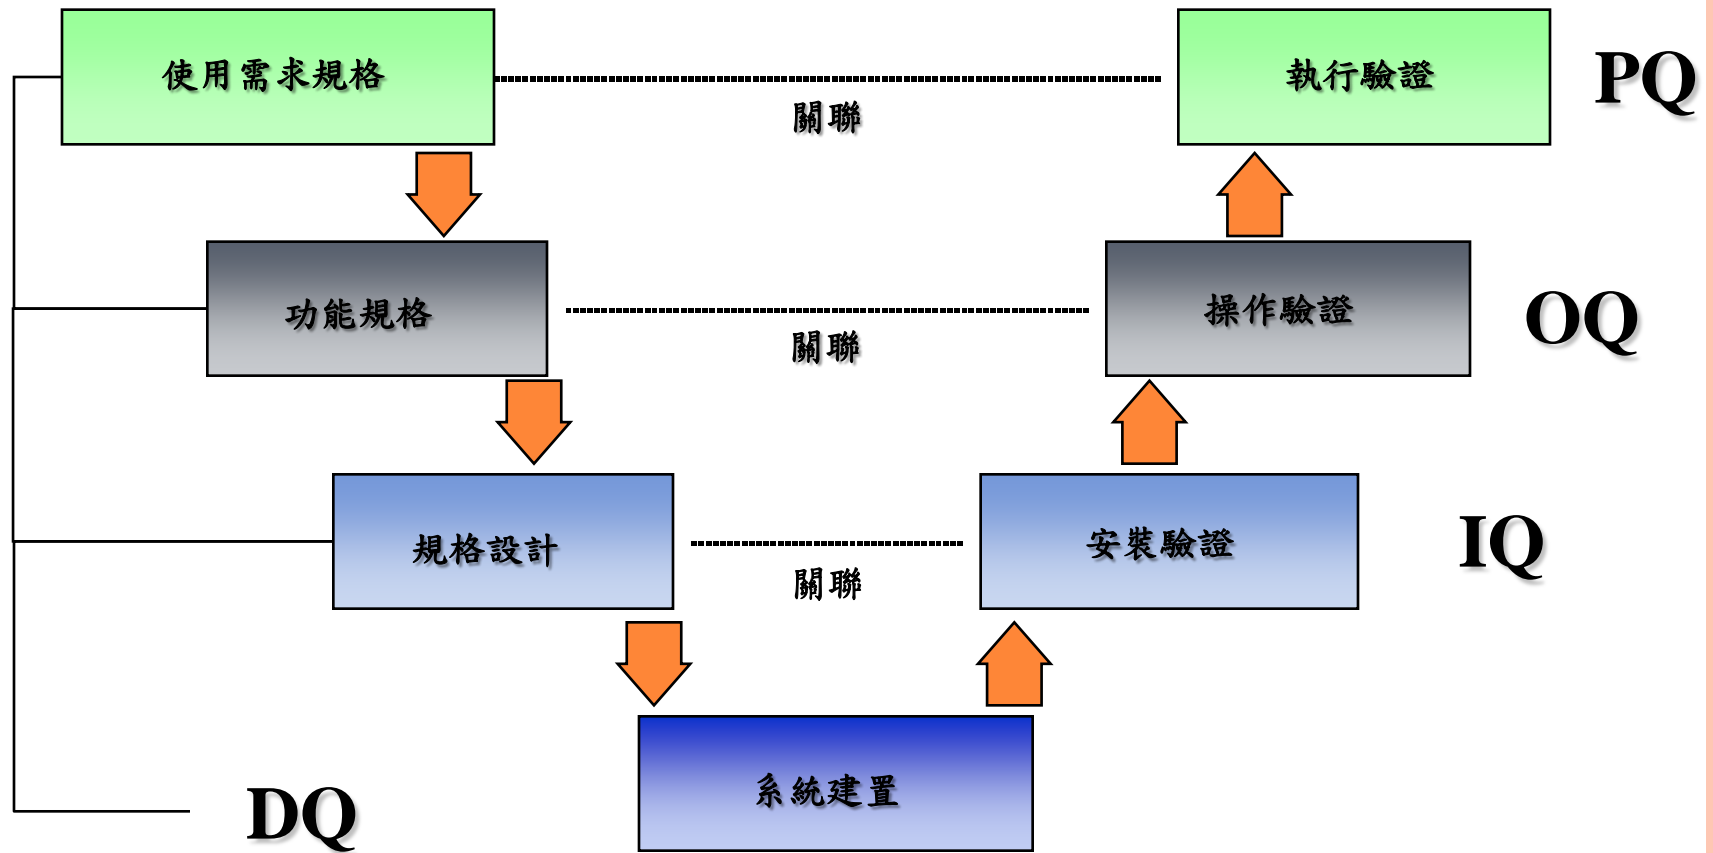 使用需求規格
關聯
執行驗證
PQ
功能規格
關聯
操作驗證
OQ
規格設計
關聯
安裝驗證
IQ
系統建置
DQ